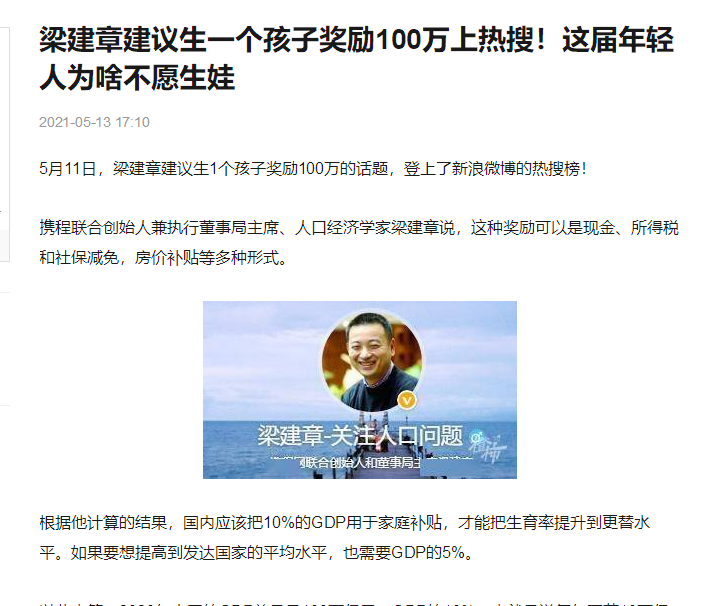 梁建章建议生一个孩子奖励100万上热搜！这届年轻
人为啥不愿生娃
2021-05-13 17:10
5月11日，梁建章建议生1个孩子奖励100万的话题，登上了新浪微博的热搜榜！
携程联合创始人兼执行董事局主席、人口经济学家梁建章说，这种奖励可以是现金、所得税
和社保减免，房价补贴等多种形式。
梁建章-关注人口问题
联合创始人和董事局主
根据他计算的结果，国内应该把10%的GDP用于家庭补贴，才能把生育率提升到更替水
平。如果要想提高到发达国家的平均水平，也需要GDP的5%。